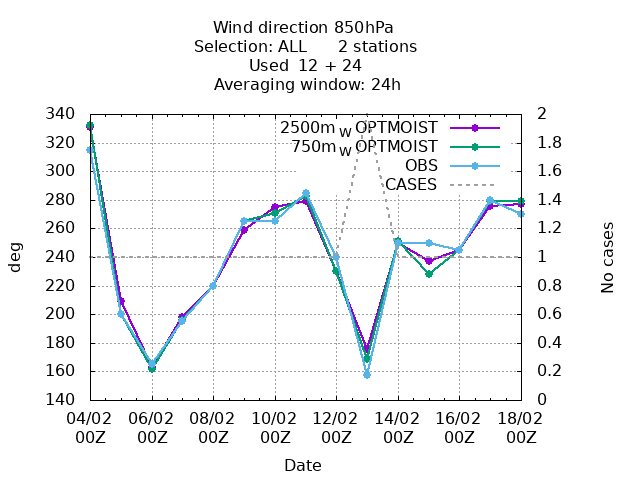 Wind direction 850hPa
Selection: ALL 2 stations
Used 12 + 24
Averaging window: 24h
340 2
320 1.8
300 1.6
280 1.4
260 1.2
240 1
220 0.8
200 0.6
180 0.4
160 0.2
140 0
2500m W OPTMOIST
750m W OPTMOIST
OBS
CASES
deg
No cases
04/02 06/02 08/02 10/02 12/02 14/02 16/02 18/02
00Z 00Z 00Z 00Z 00Z 00Z 00Z 00Z
Date